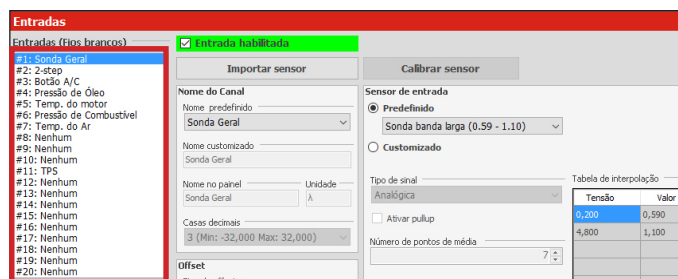 Entradas
Entradas (Fios brancos)
#1: Sonda Geral
#2: 2-step
#3: Botão A/C
#4: Pressão de Óleo
#5: Temp. do motor
#6: Pressão de Combustível
#7: Temp. do Ar
#8: Nenhum
#9: Nenhum
#10: Nenhum
#11: TPS
#12: Nenhum
#13: Nenhum
#14: Nenhum
#15: Nenhum
#16: Nenhum
#17: Nenhum
#18: Nenhum
#19: Nenhum
#20: Nenhum
Entrada habilitada
Importar sensor
Calibrar sensor
Nome do Canal
Nome predefinido
Sonda Geral
Nome customizado
Sonda Geral
Nome no painel Unidade
Sonda Geral λ
Casas decimais
3 (Min: -32,000 Max: 32,000)
Offset
Sensor de entrada
Predefinido
Sonda banda larga (0.59 - 1.10)
Customizado
Tipo de sinal
Analógica
Ativar pullup
Número de pontos de média
7
Tabela de interpolação
Tensão Valor
0,200 0,590
4,800 1,100